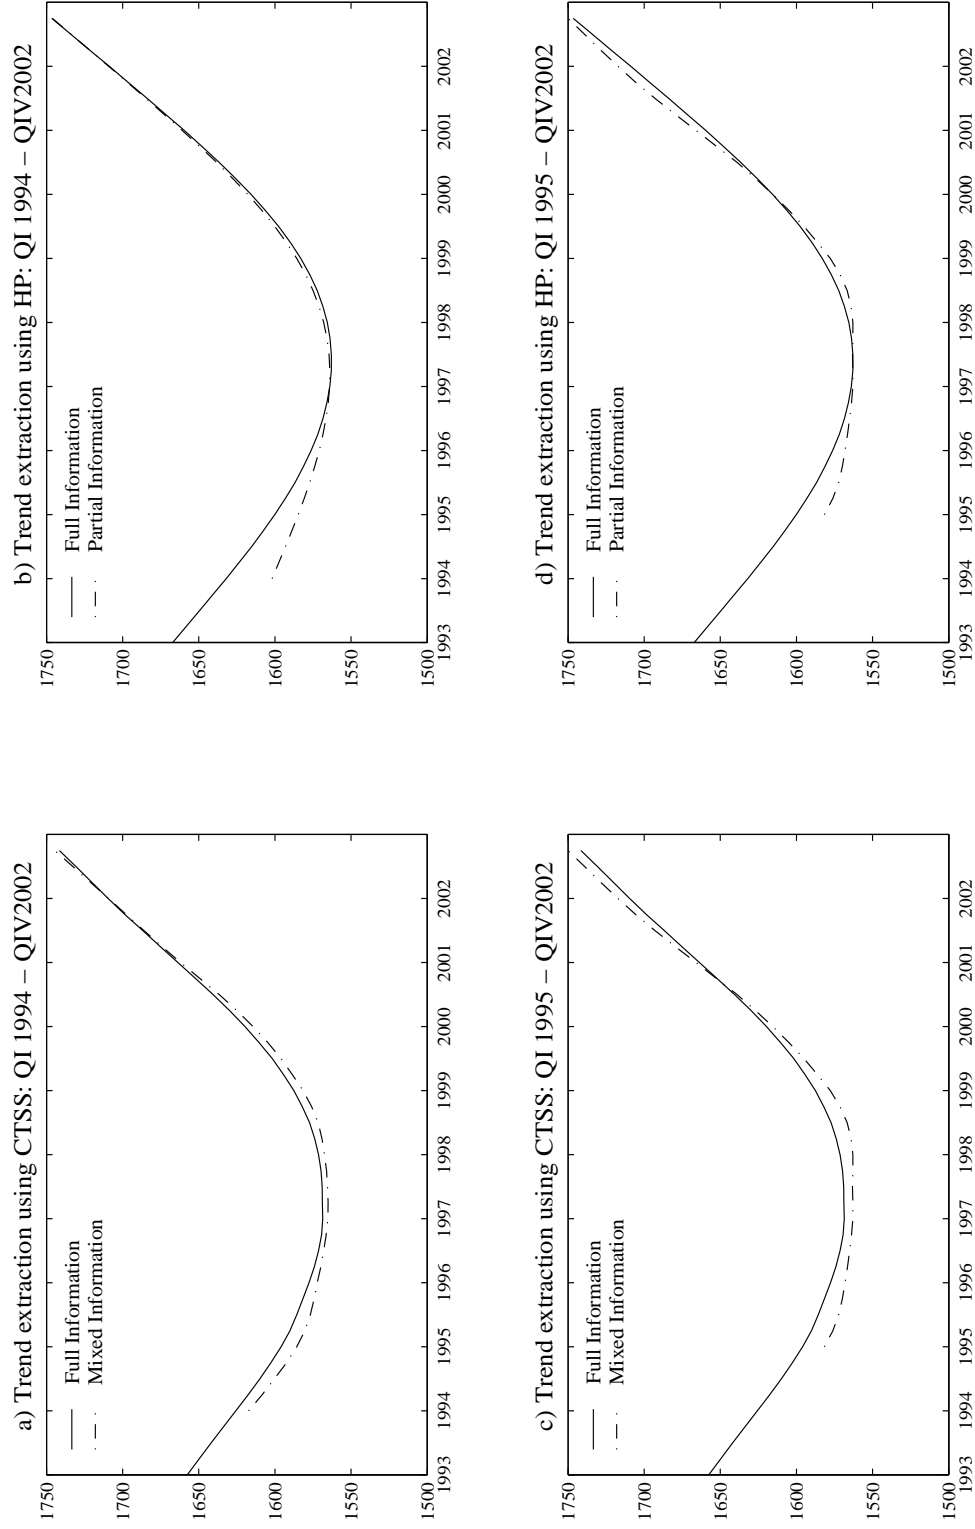 a) Trend extraction using CTSS: QI 1994 – QIV2002
Full Information
Mixed Information
1750
1700
1650
1600
1550
1500
1993 1994 1995 1996 1997 1998 1999 2000 2001 2002
b) Trend extraction using HP: QI 1994 – QIV2002
Full Information
Partial Information
1750
1700
1650
1600
1550
1500
1993 1994 1995 1996 1997 1998 1999 2000 2001 2002
c) Trend extraction using CTSS: QI 1995 – QIV2002
Full Information
Mixed Information
1750
1700
1650
1600
1550
1500
1993 1994 1995 1996 1997 1998 1999 2000 2001 2002
d) Trend extraction using HP: QI 1995 – QIV2002
Full Information
Partial Information
1750
1700
1650
1600
1550
1500
1993 1994 1995 1996 1997 1998 1999 2000 2001 2002